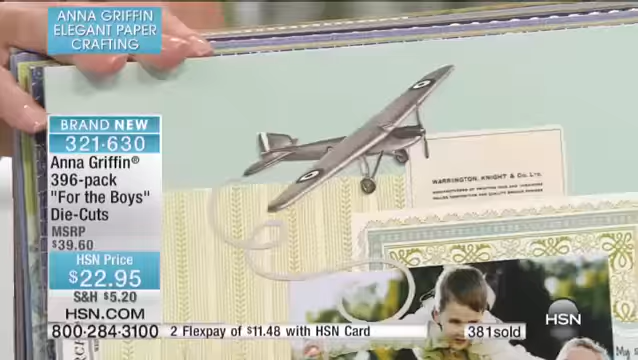 ANNA GRIFFIN
ELEGANT PAPER
CRAFTING
BRAND NEW
321-630
Anna Griffin®
396-pack
"For the Boys"
Die-Cuts
MSRP
$39.60
HSN Price
$22.95
S&H $5.20
HSN.COM
800-284-3100
2 Flexpay of $11.48 with HSN Card
381sold
HSN
WARRINGTON, KNIGHT & Co. LTD.